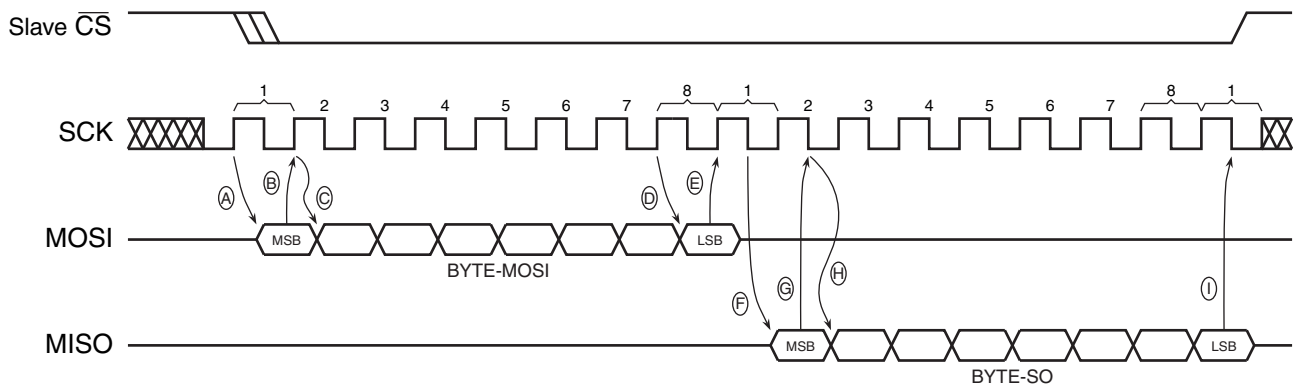 Slave CS
1 2 3 4 5 6 7 8 1 2 3 4 5 6 7 8 1
SCK
A B C D E
MOSI MSB LSB
BYTE-MOSI
F G H I
MISO MSB LSB
BYTE-SO